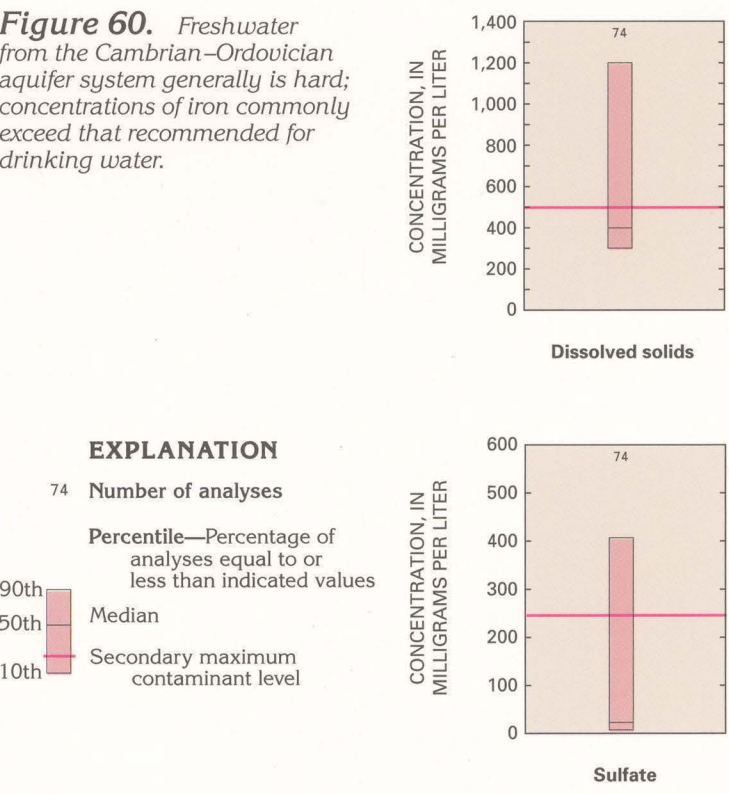 Figure 60. Freshwater
from the Cambrian–Ordovician
aquifer system generally is hard;
concentrations of iron commonly
exceed that recommended for
drinking water.
CONCENTRATION, IN
MILLIGRAMS PER LITER
1,400
1,200
1,000
800
600
400
200
0
74
Dissolved solids
EXPLANATION
74 Number of analyses
Percentile—Percentage of
analyses equal to or
less than indicated values
90th
50th Median
Secondary maximum
contaminant level
10th
CONCENTRATION, IN
MILLIGRAMS PER LITER
600
500
400
300
200
100
0
74
Sulfate